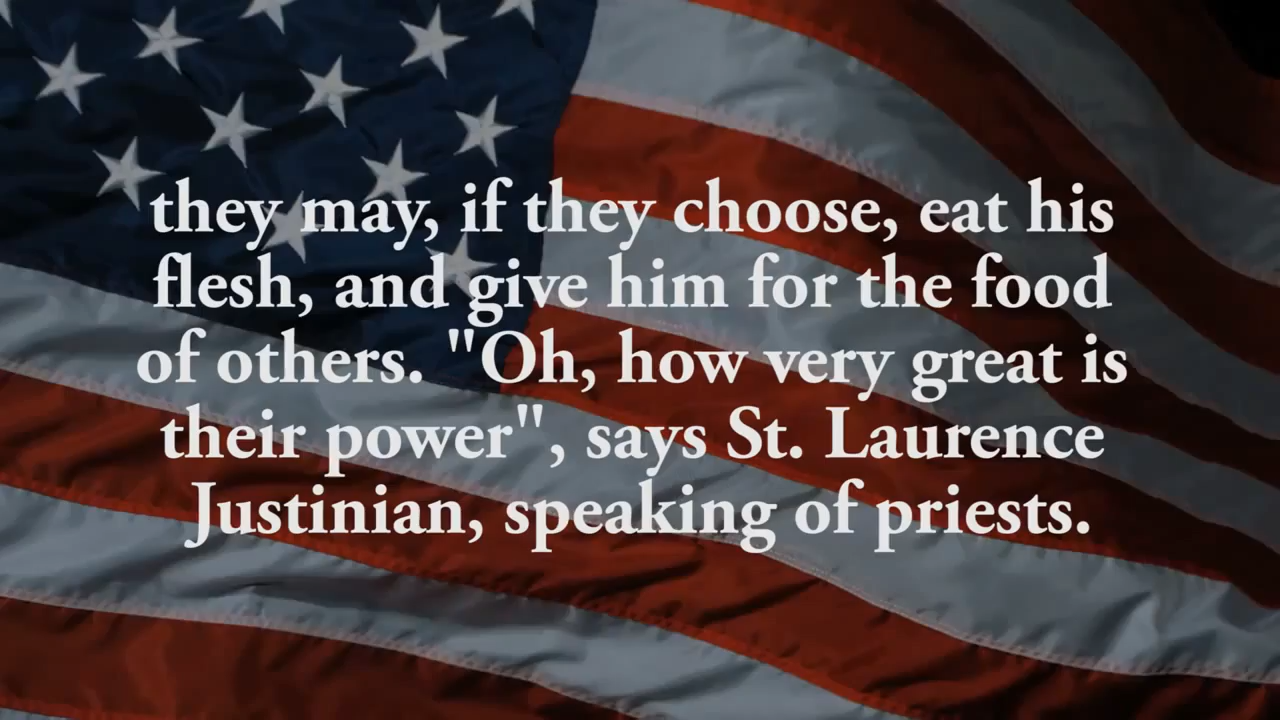 they may, if they choose, eat his
flesh, and give him for the food
of others. "Oh, how very great is
their power", says St. Laurence
Justinian, speaking of priests.